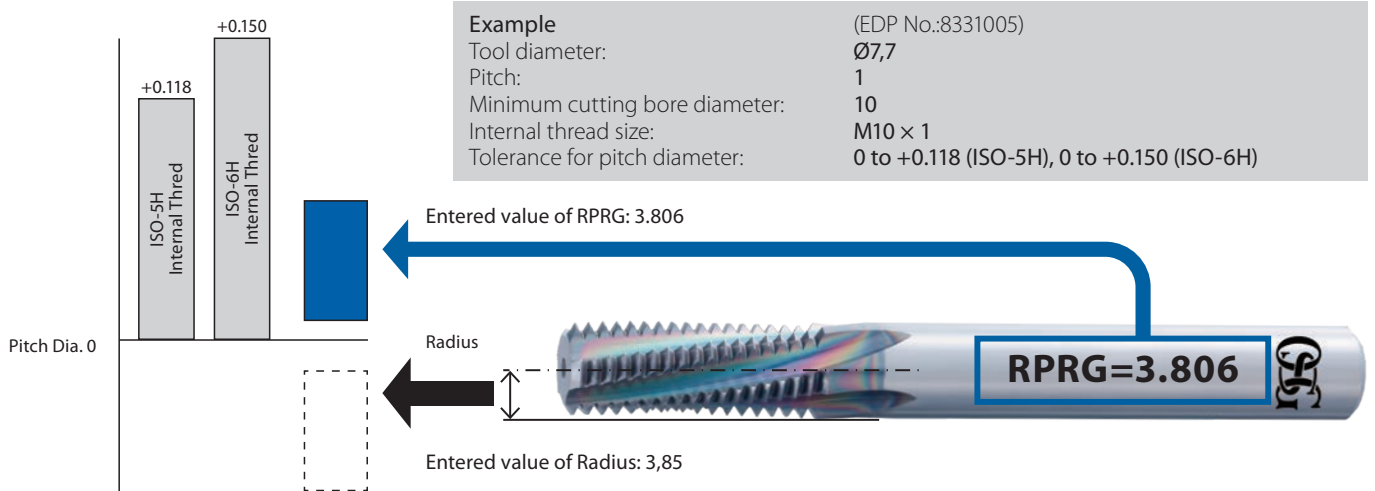 +0.150
+0.118
ISO-5H
Internal Thred
ISO-6H
Internal Thred
Pitch Dia. 0
Example (EDP No.:8331005)
Tool diameter: Ø7,7
Pitch: 1
Minimum cutting bore diameter: 10
Internal thread size: M10 × 1
Tolerance for pitch diameter: 0 to +0.118 (ISO-5H), 0 to +0.150 (ISO-6H)
Entered value of RPRG: 3.806
Radius
RPRG=3.806
OSG
Entered value of Radius: 3,85